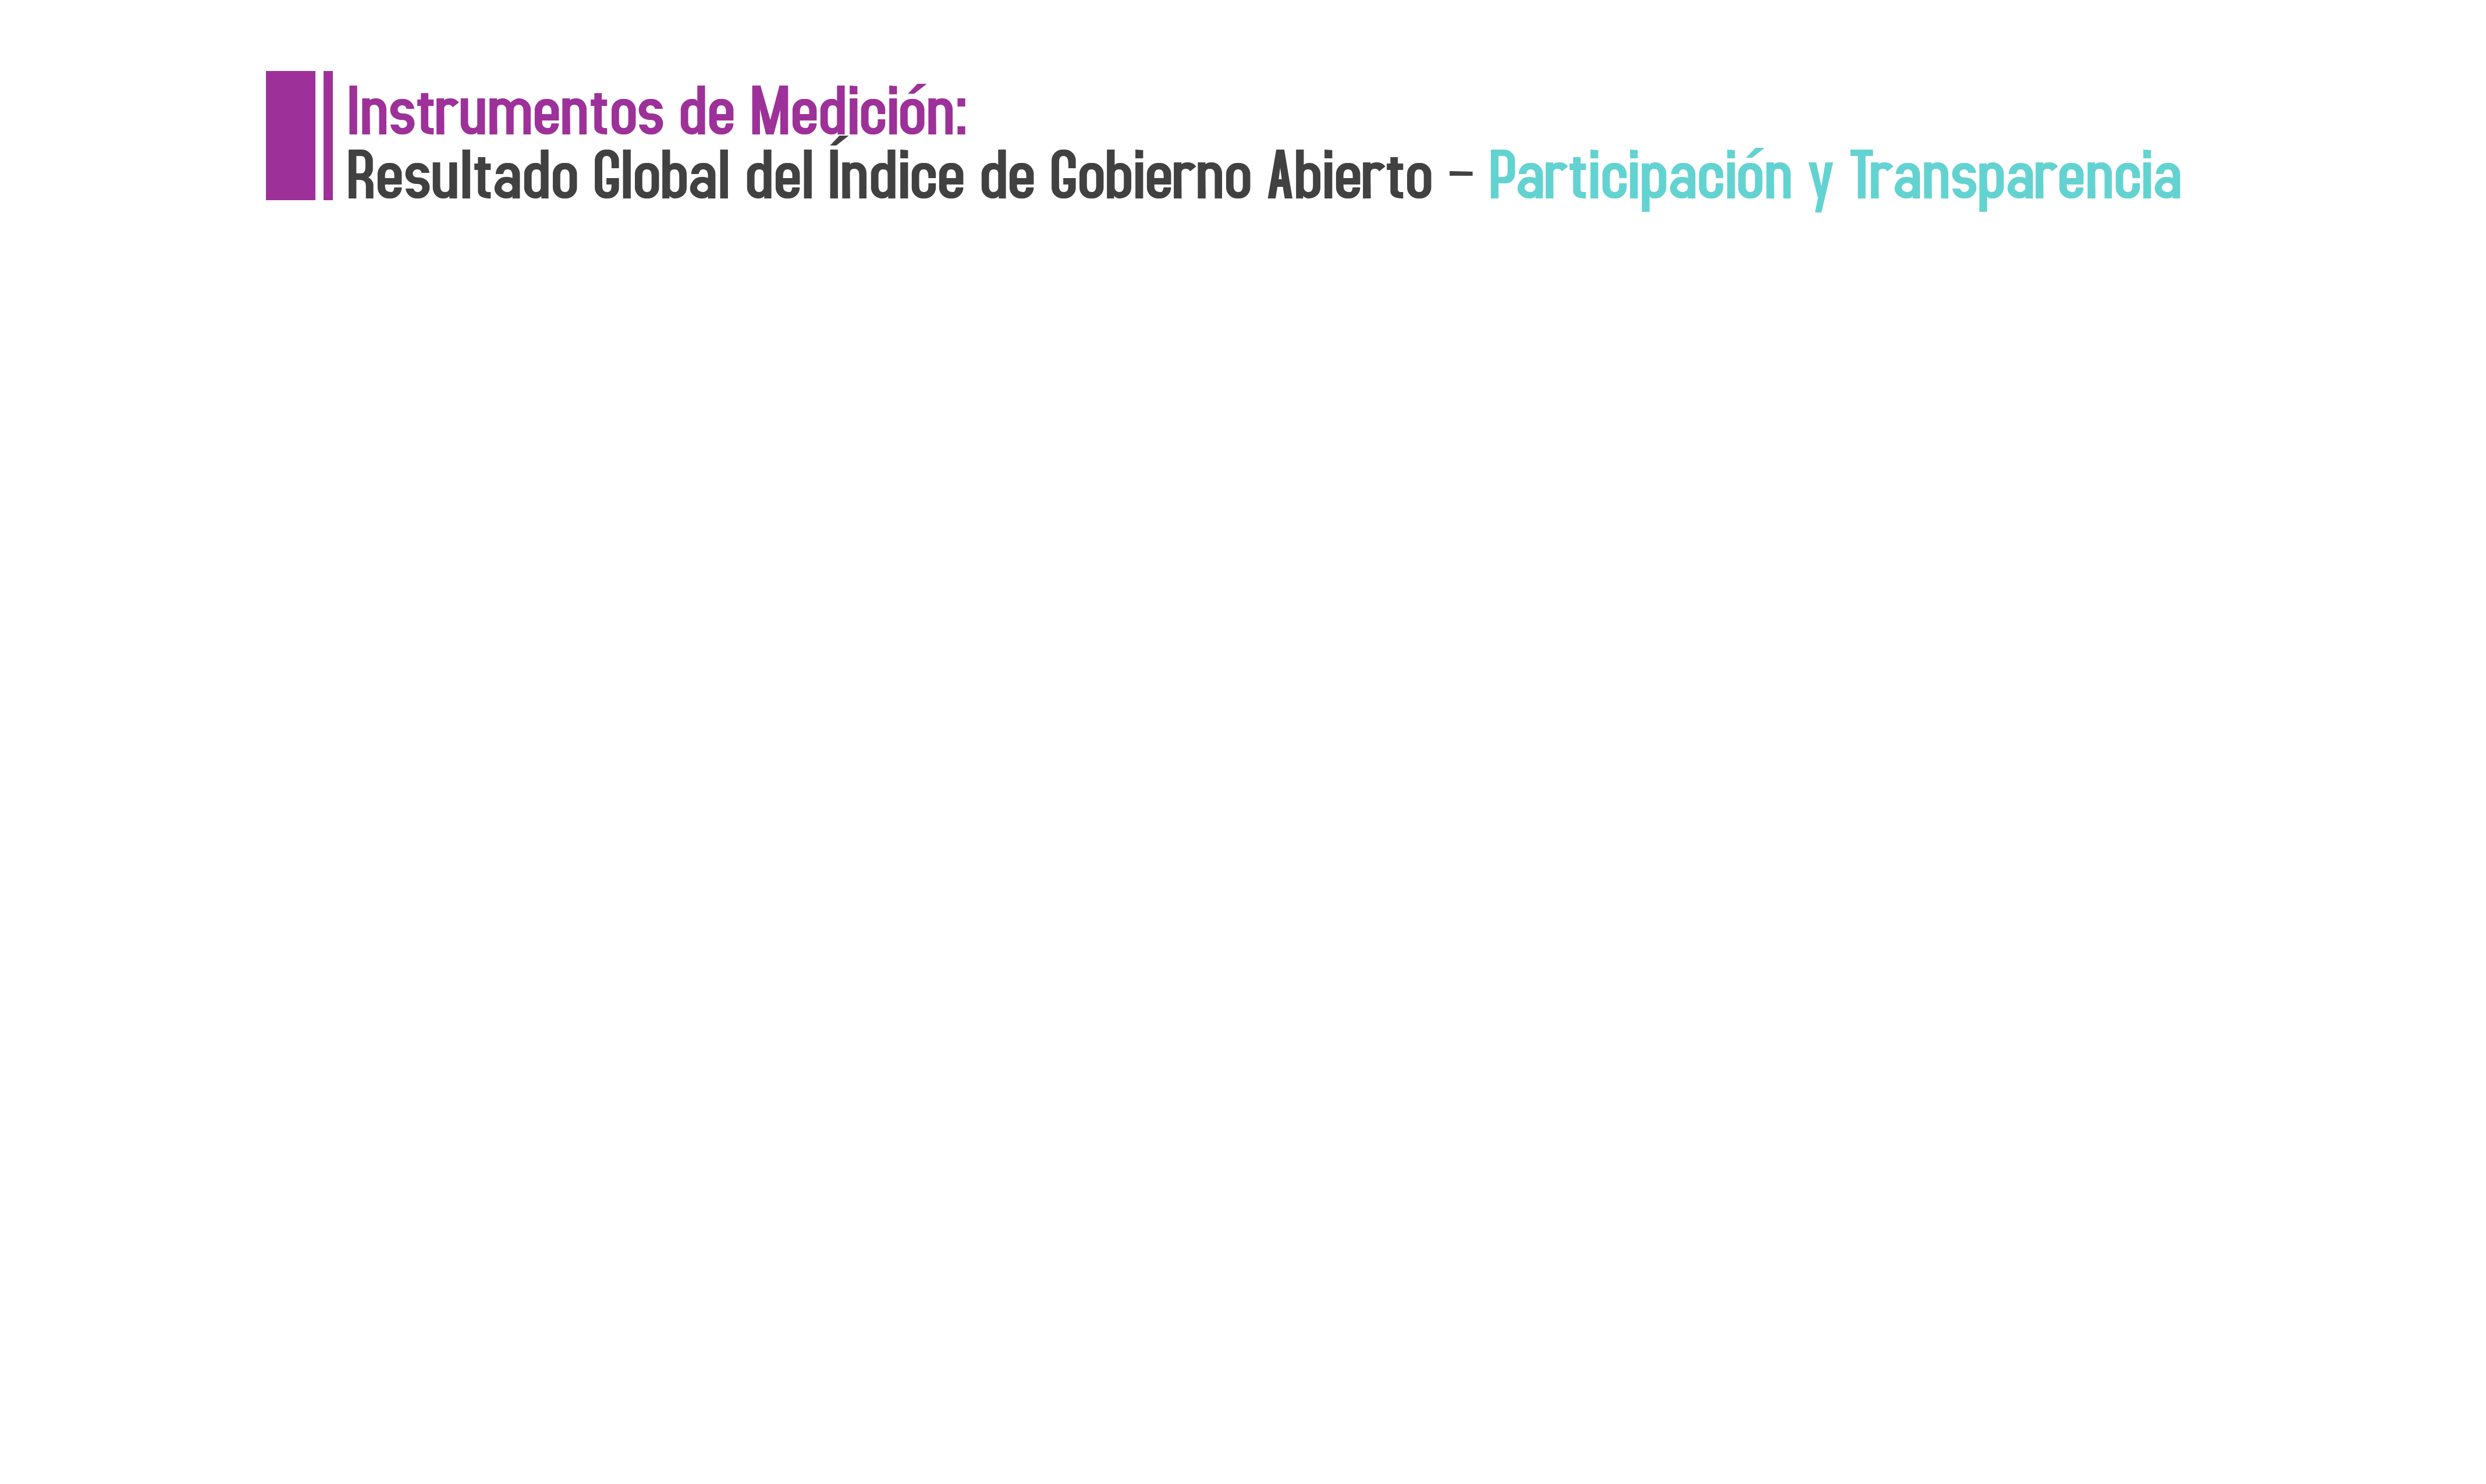 Instrumentos de Medición:
Resultado Global del Índice de Gobierno Abierto – Participación y Transparencia